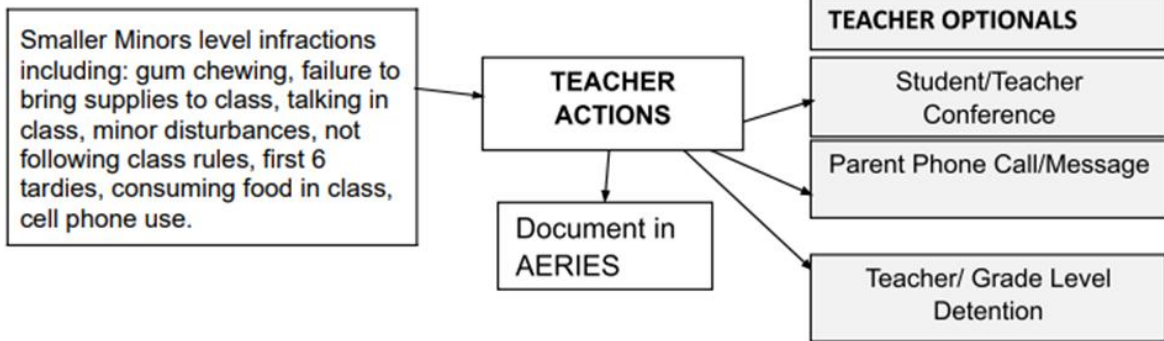 Smaller Minors level infractions
including: gum chewing, failure to
bring supplies to class, talking in
class, minor disturbances, not
following class rules, first 6
tardies, consuming food in class,
cell phone use.
TEACHER
ACTIONS
Document in
AERIES
TEACHER OPTIONALS
Student/Teacher
Conference
Parent Phone Call/Message
Teacher/ Grade Level
Detention